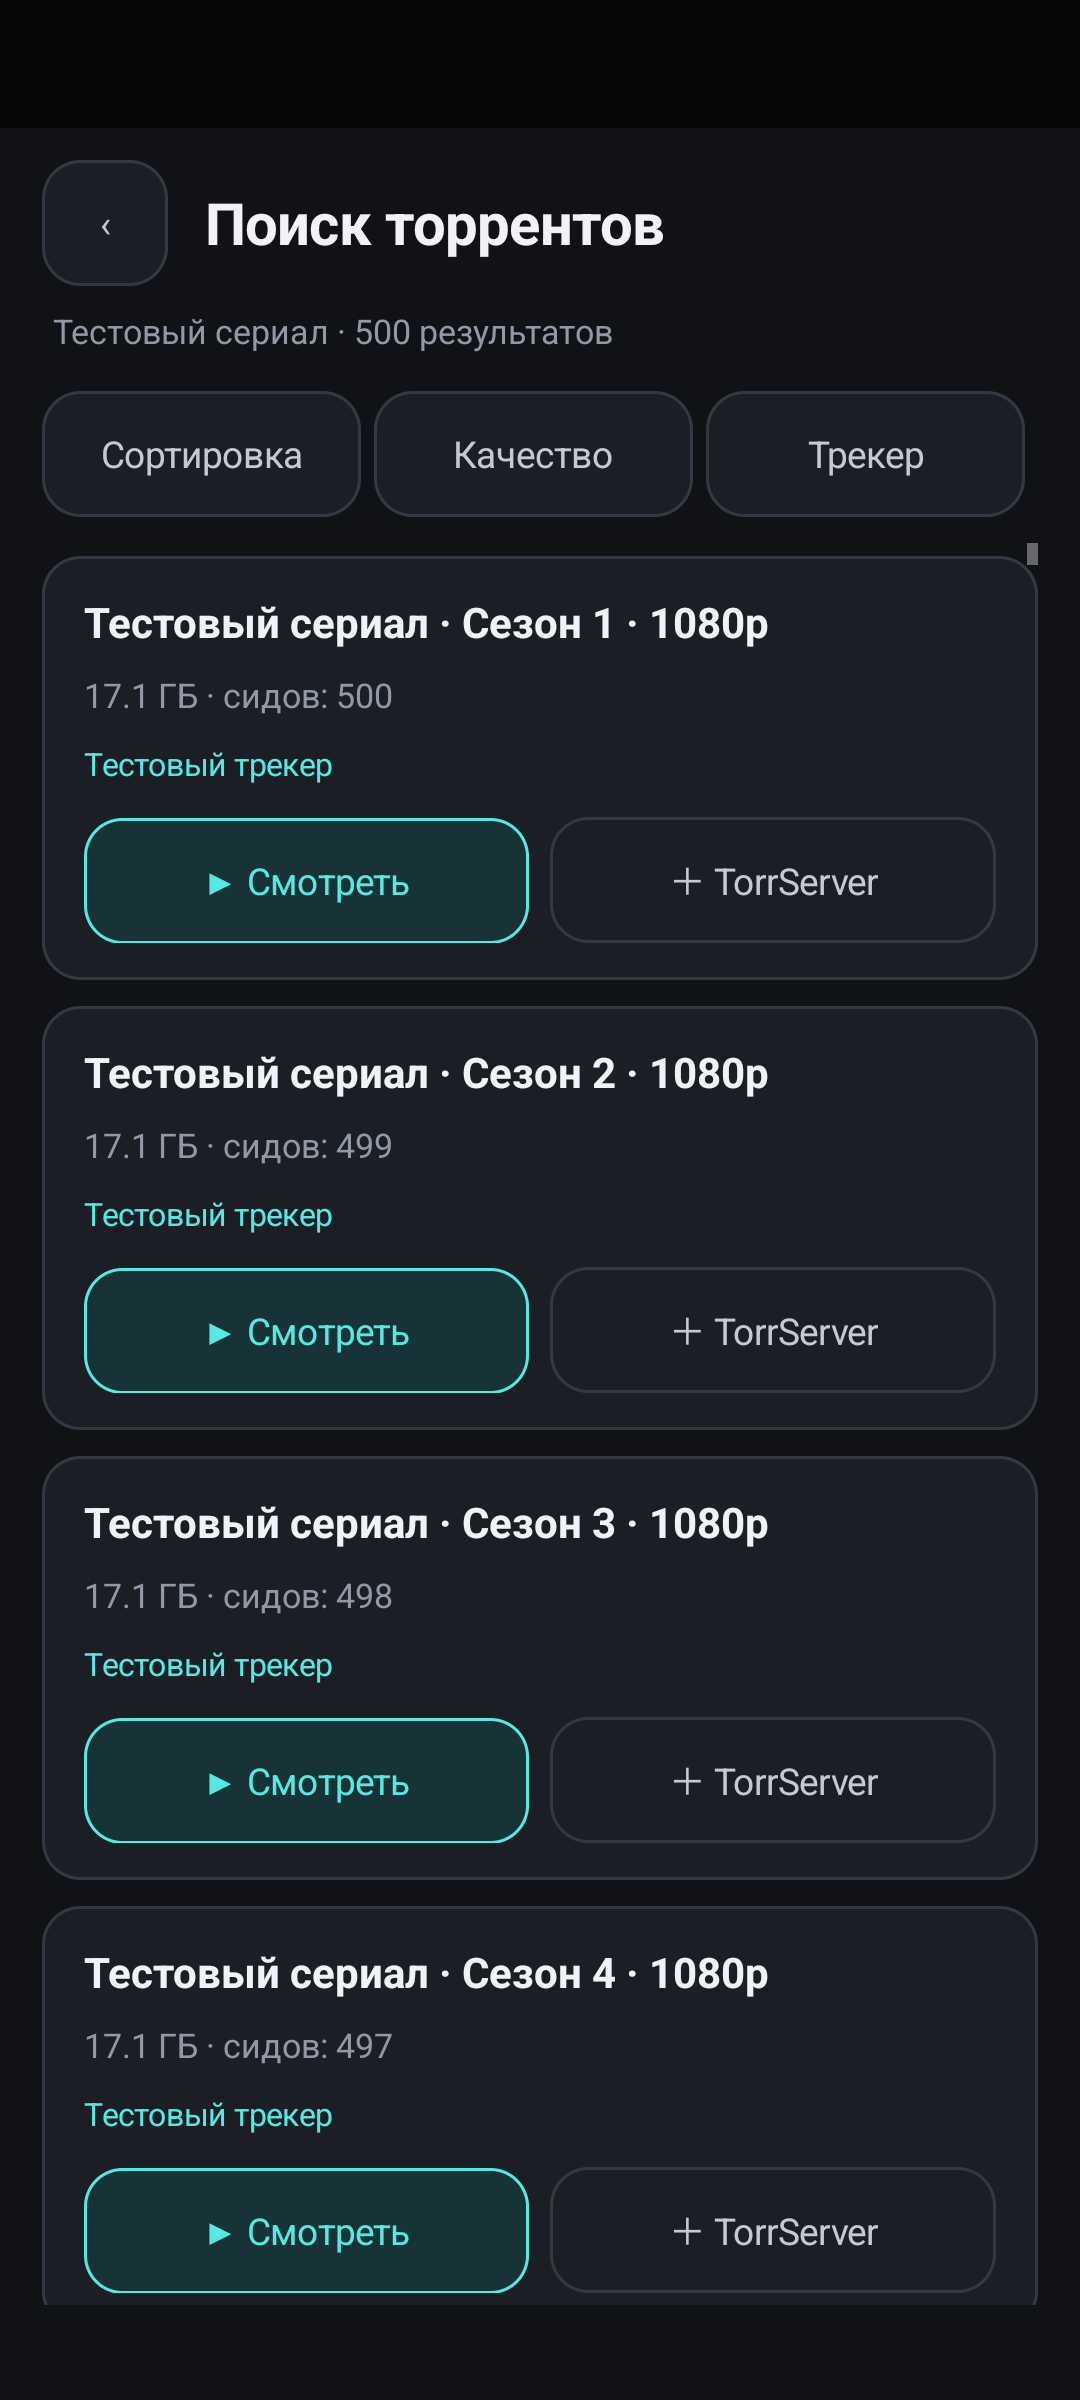 ‹ Поиск торрентов
Тестовый сериал · 500 результатов
Сортировка Качество Трекер
Тестовый сериал · Сезон 1 · 1080p
17.1 ГБ · сидов: 500
Тестовый трекер
► Смотреть + TorrServer
Тестовый сериал · Сезон 2 · 1080p
17.1 ГБ · сидов: 499
Тестовый трекер
► Смотреть + TorrServer
Тестовый сериал · Сезон 3 · 1080p
17.1 ГБ · сидов: 498
Тестовый трекер
► Смотреть + TorrServer
Тестовый сериал · Сезон 4 · 1080p
17.1 ГБ · сидов: 497
Тестовый трекер
► Смотреть + TorrServer